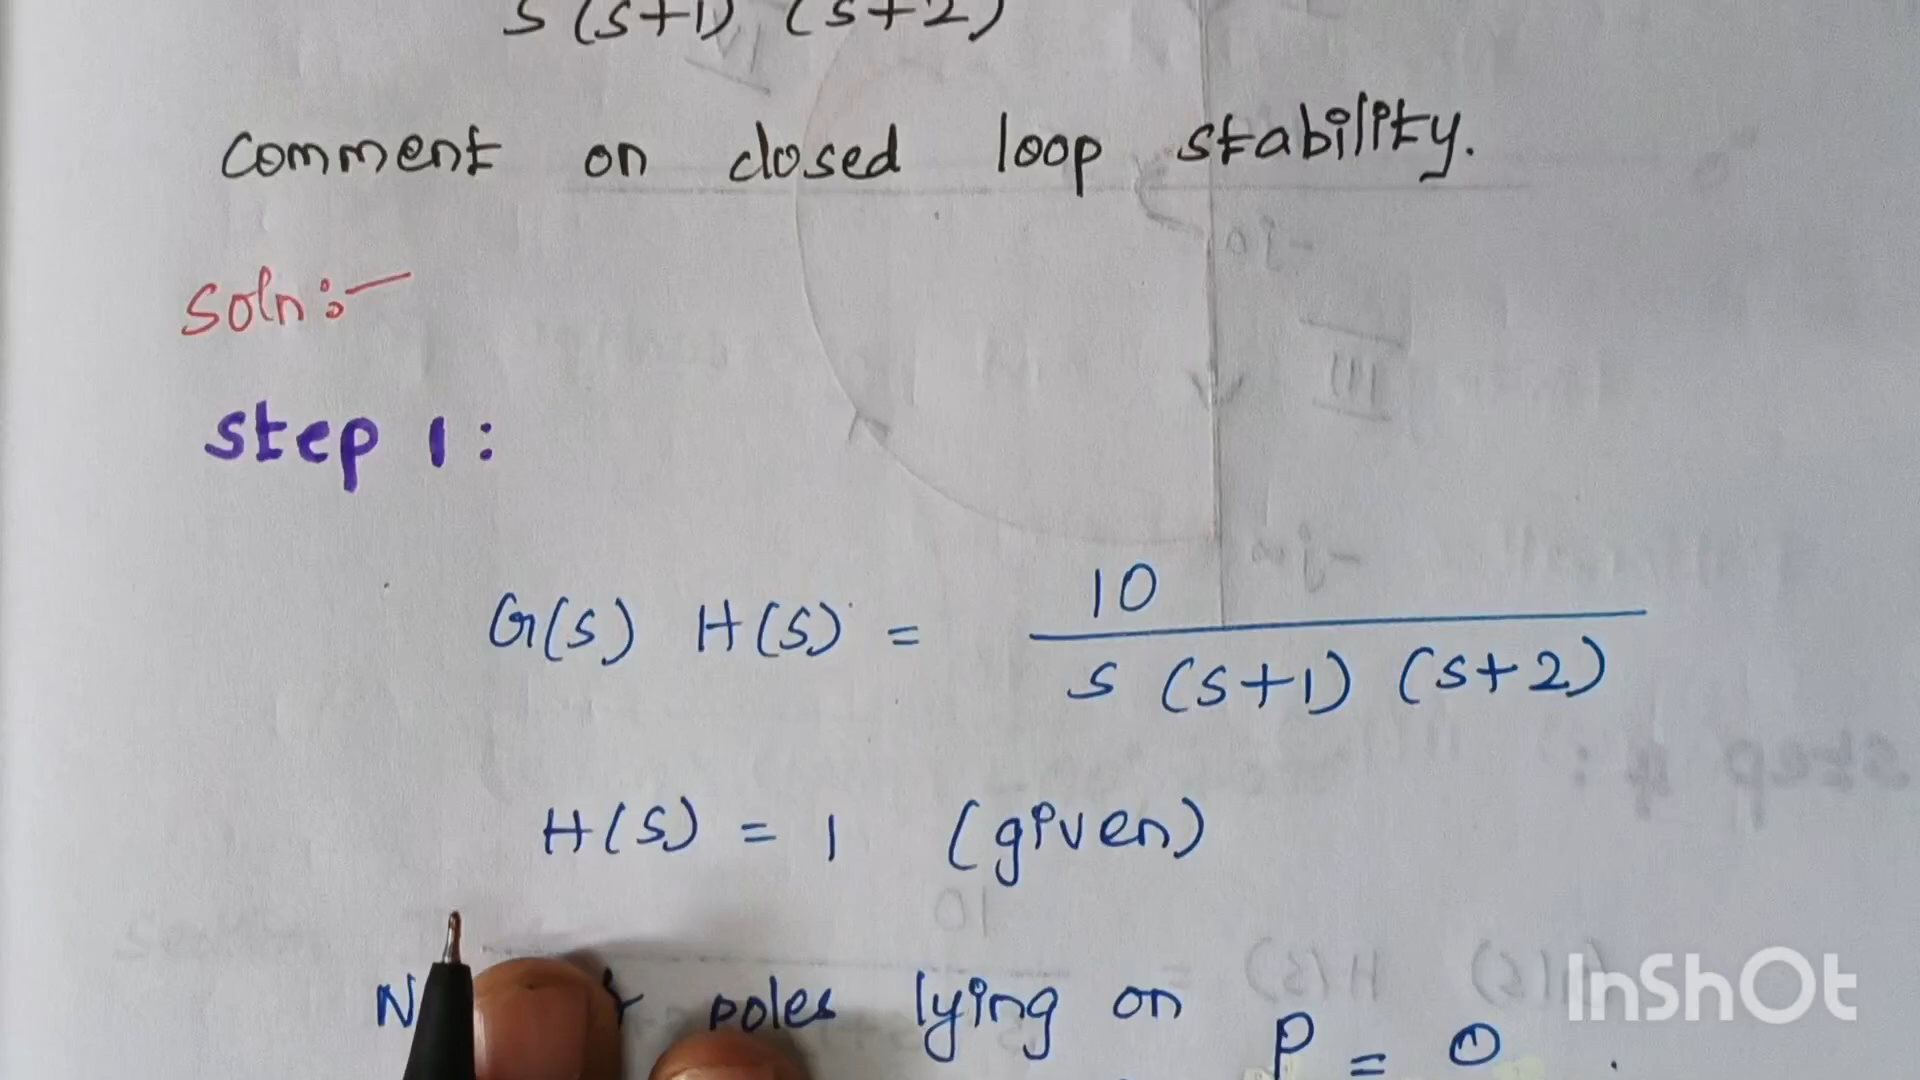 s (s+1) (s+2)
comment on closed loop stability.
Soln :-
step 1 :
G(s) H(s) = 10
s (s+1) (s+2)
H(s) = 1 (given)
poles lying on P = 0
InShOt